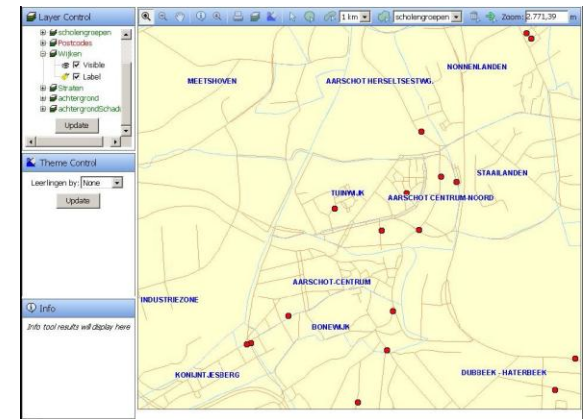 Layer Control
1 km
scholengroepen
Zoom: 2.771,39 m
scholengroepen
Postcodes
Wijken
Visible
Label
Straten
achtergrond
achtergrondSchad
Update
Theme Control
Leerlingen by: None
Update
Info
Info tool results will display here
NONNENLANDEN
MEETSHOVEN
AARSCHOT HERSELTSESTWG.
STAAILANDEN
TUINWIJK
AARSCHOT CENTRUM-NOORD
AARSCHOT-CENTRUM
INDUSTRIEZONE
BONEWIJK
KONIJNTJESBERG
DUBBEEK - HATERBEEK